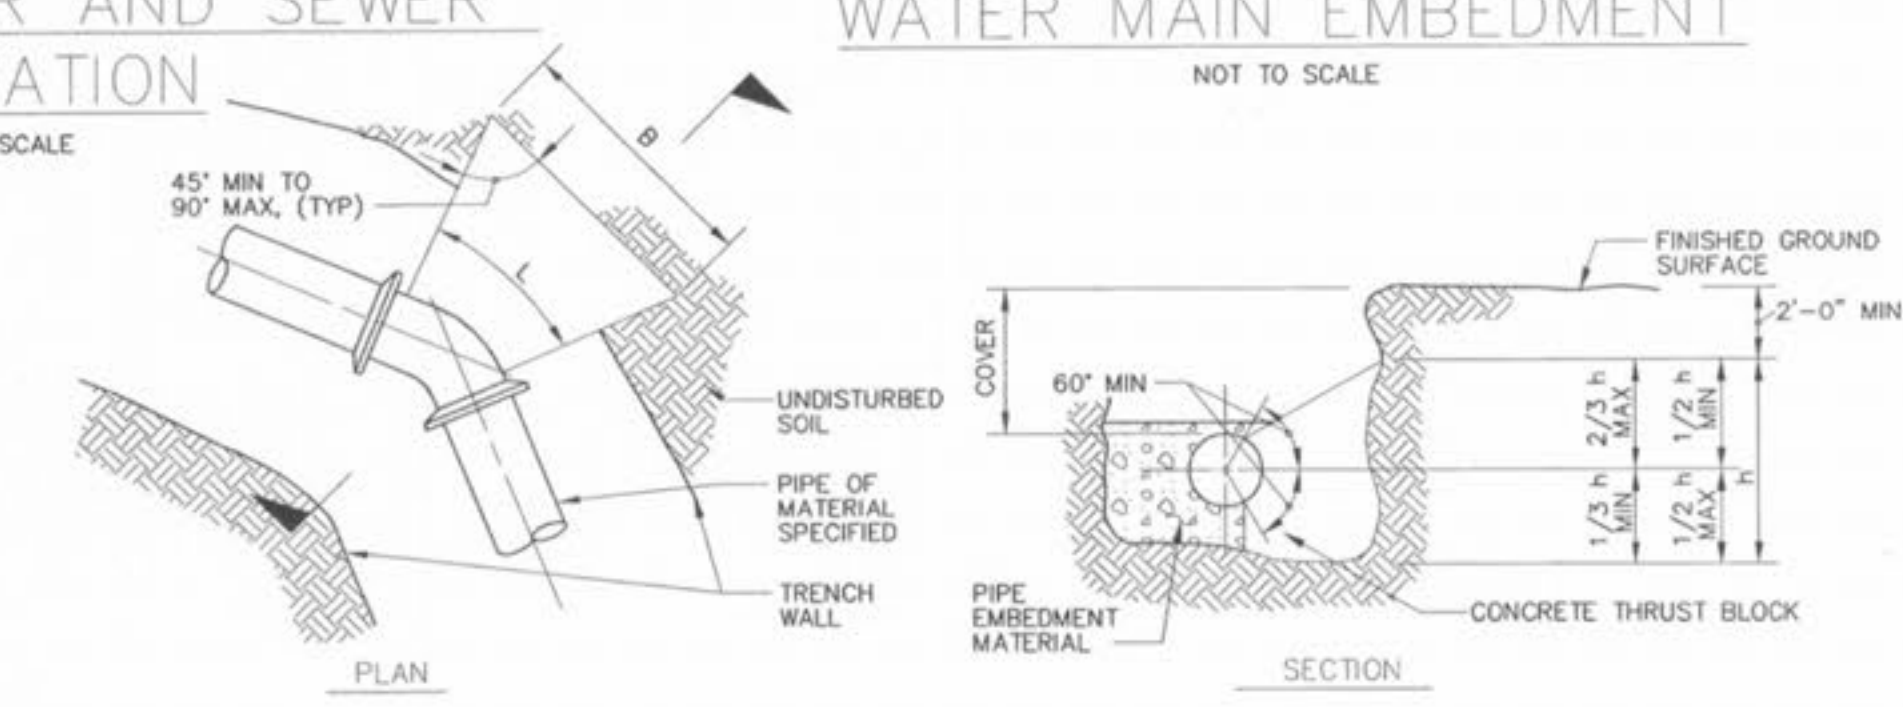 AND SEWER
ATION
SCALE
WATER MAIN EMBEDMENT
NOT TO SCALE
45° MIN TO
90° MAX, (TYP)
B
L
UNDISTURBED
SOIL
PIPE OF
MATERIAL
SPECIFIED
TRENCH
WALL
PLAN
FINISHED GROUND
SURFACE
2'-0" MIN
COVER
60° MIN
2/3 h
MAX
1/2 h
MIN
h
1/3 h
MIN
1/2 h
MAX
PIPE
EMBEDMENT
MATERIAL
CONCRETE THRUST BLOCK
SECTION